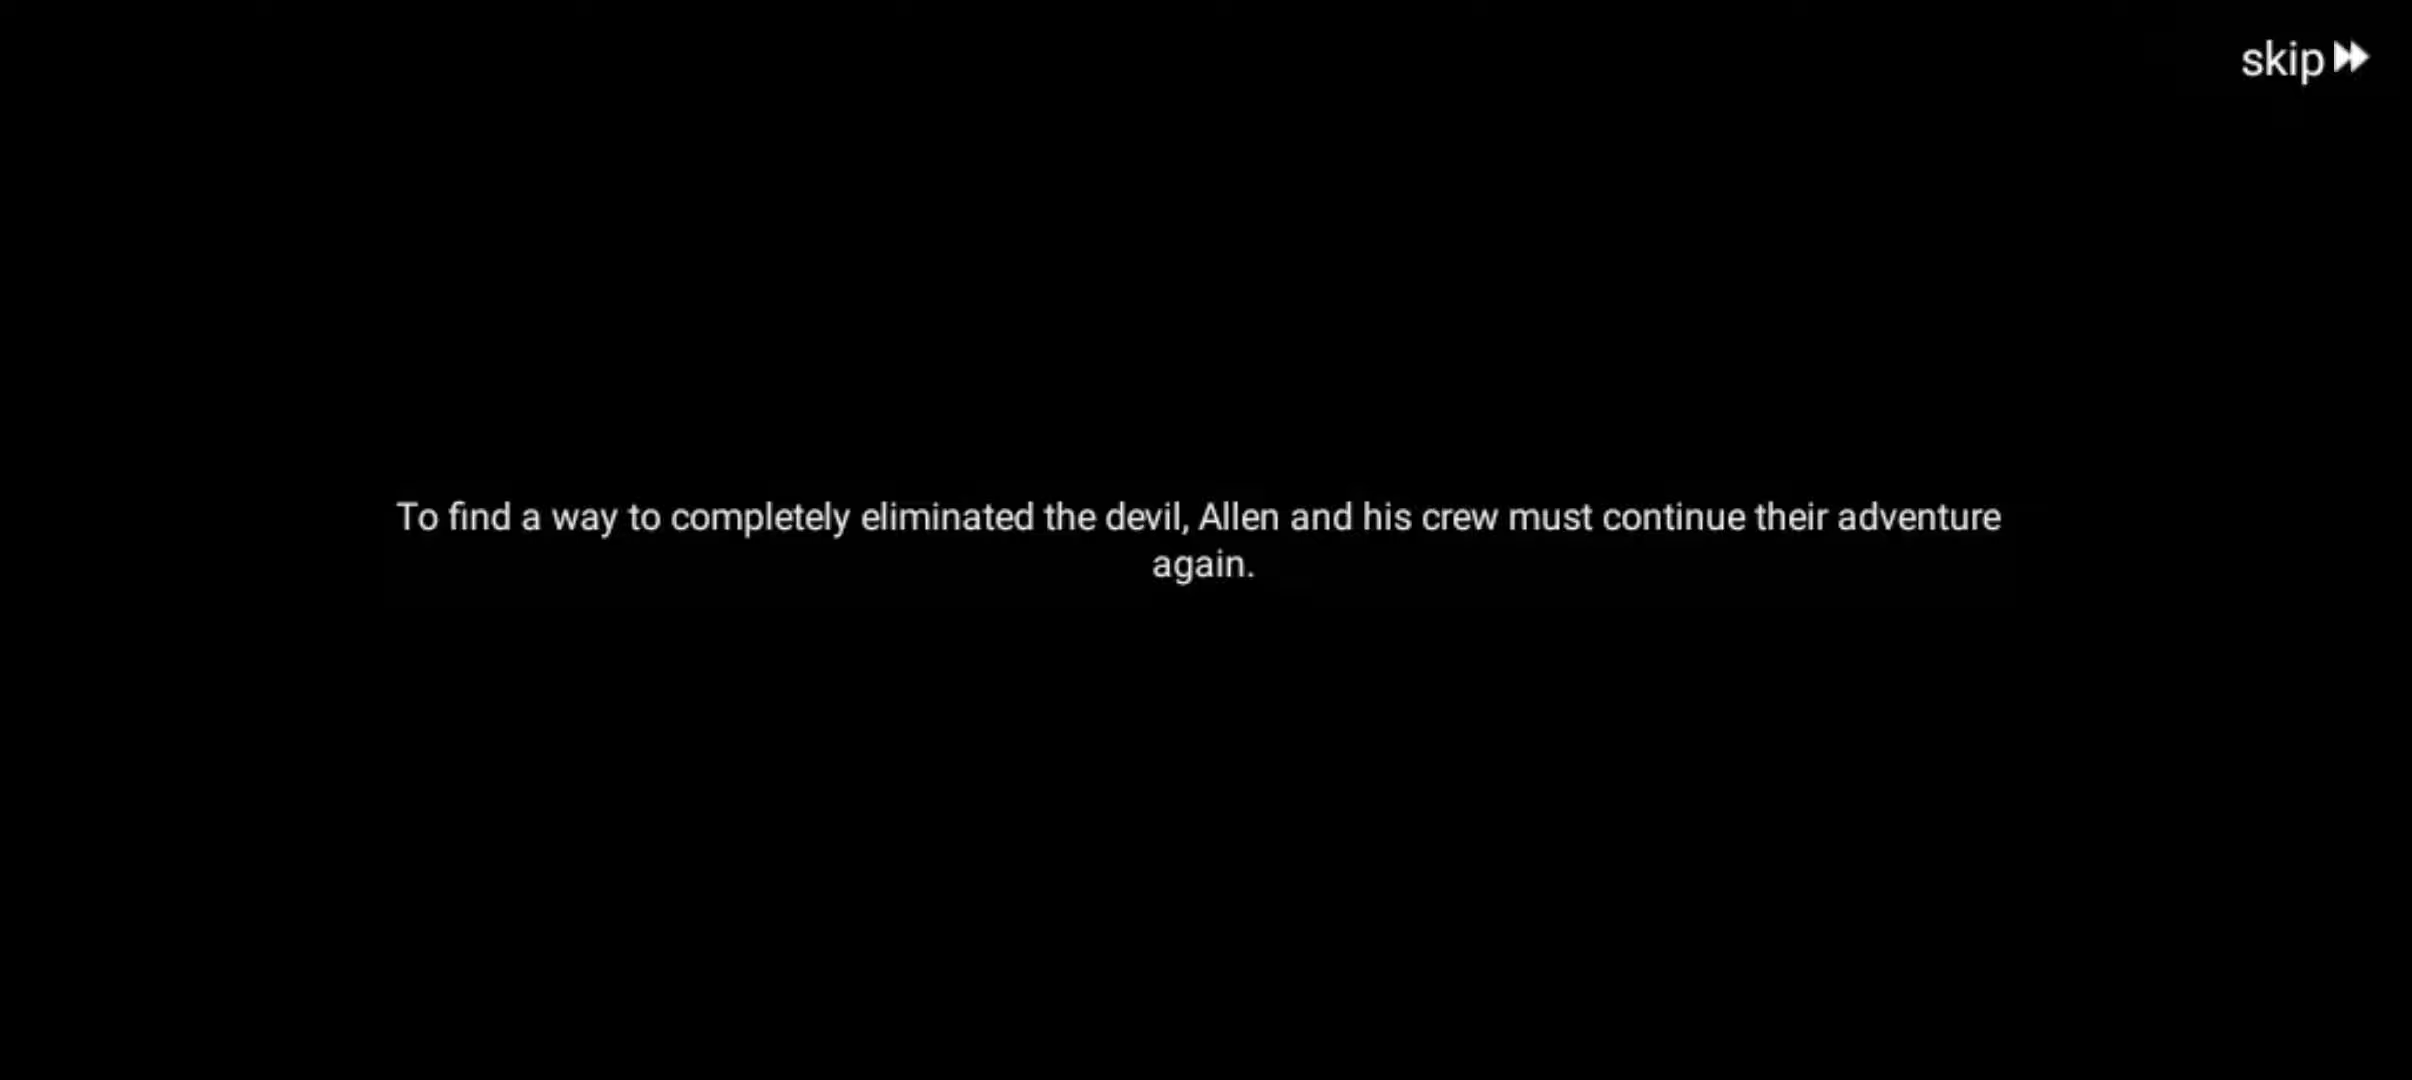 skip
To find a way to completely eliminated the devil, Allen and his crew must continue their adventure
again.